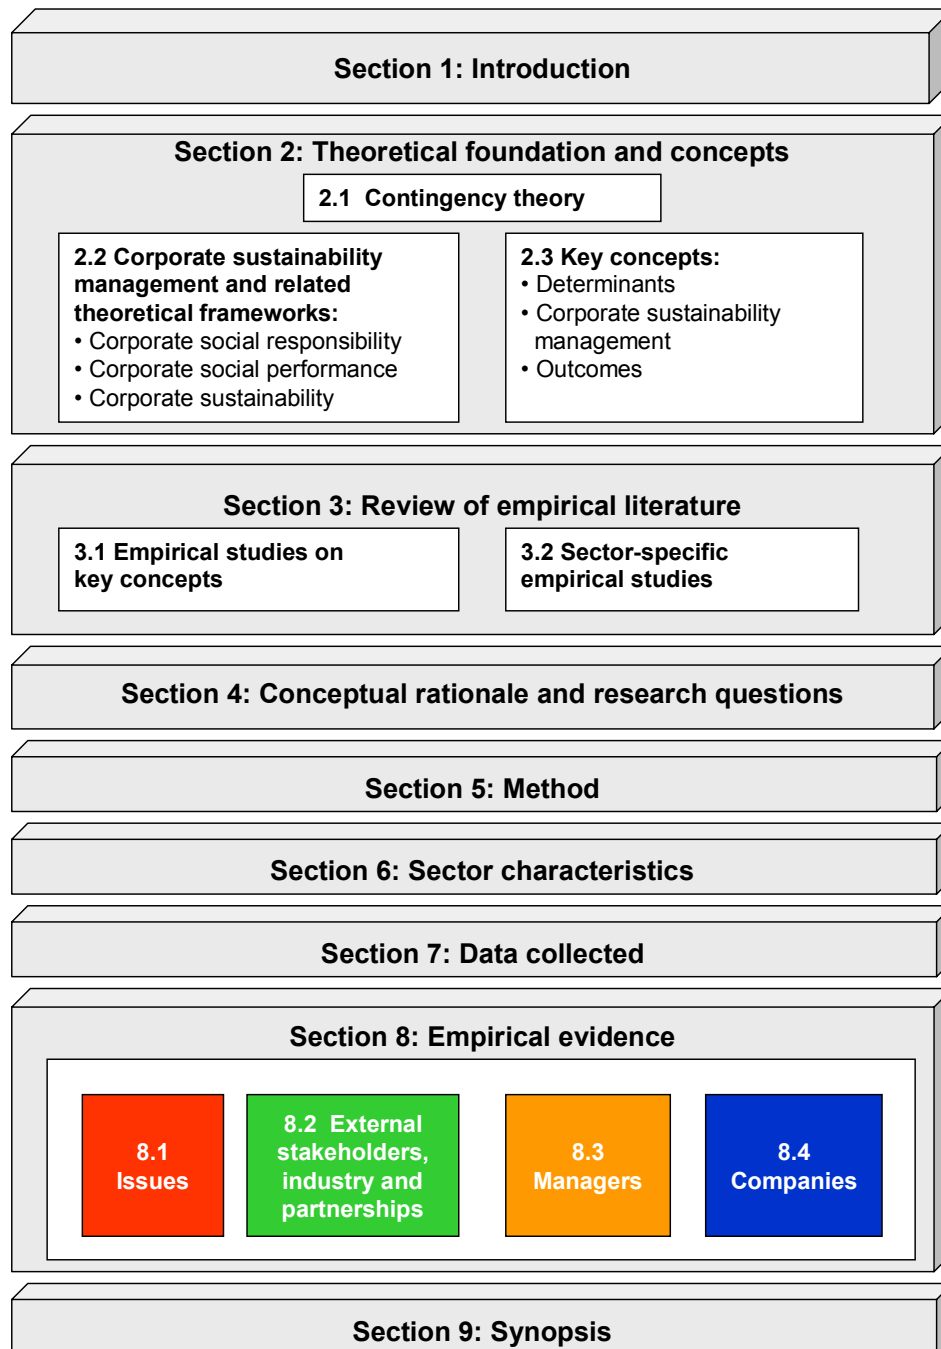 Section 1: Introduction
Section 2: Theoretical foundation and concepts
2.1 Contingency theory
2.2 Corporate sustainability
management and related
theoretical frameworks:
• Corporate social responsibility
• Corporate social performance
• Corporate sustainability
2.3 Key concepts:
• Determinants
• Corporate sustainability
management
• Outcomes
Section 3: Review of empirical literature
3.1 Empirical studies on
key concepts
3.2 Sector-specific
empirical studies
Section 4: Conceptual rationale and research questions
Section 5: Method
Section 6: Sector characteristics
Section 7: Data collected
Section 8: Empirical evidence
8.1
Issues
8.2 External
stakeholders,
industry and
partnerships
8.3
Managers
8.4
Companies
Section 9: Synopsis